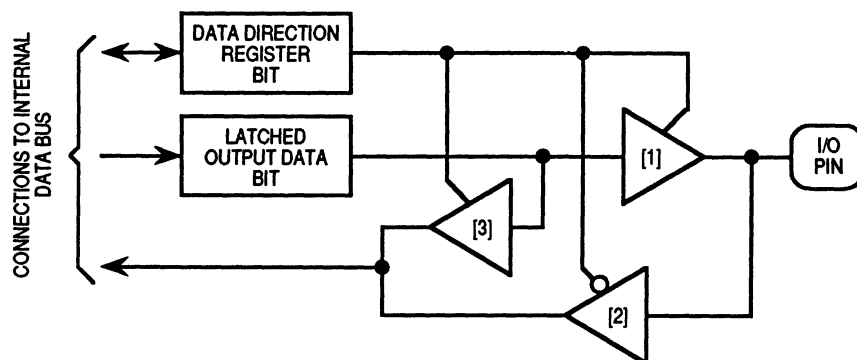 CONNECTIONS TO INTERNAL
DATA BUS
DATA DIRECTION
REGISTER
BIT
LATCHED
OUTPUT DATA
BIT
[1]
I/O
PIN
[3]
[2]